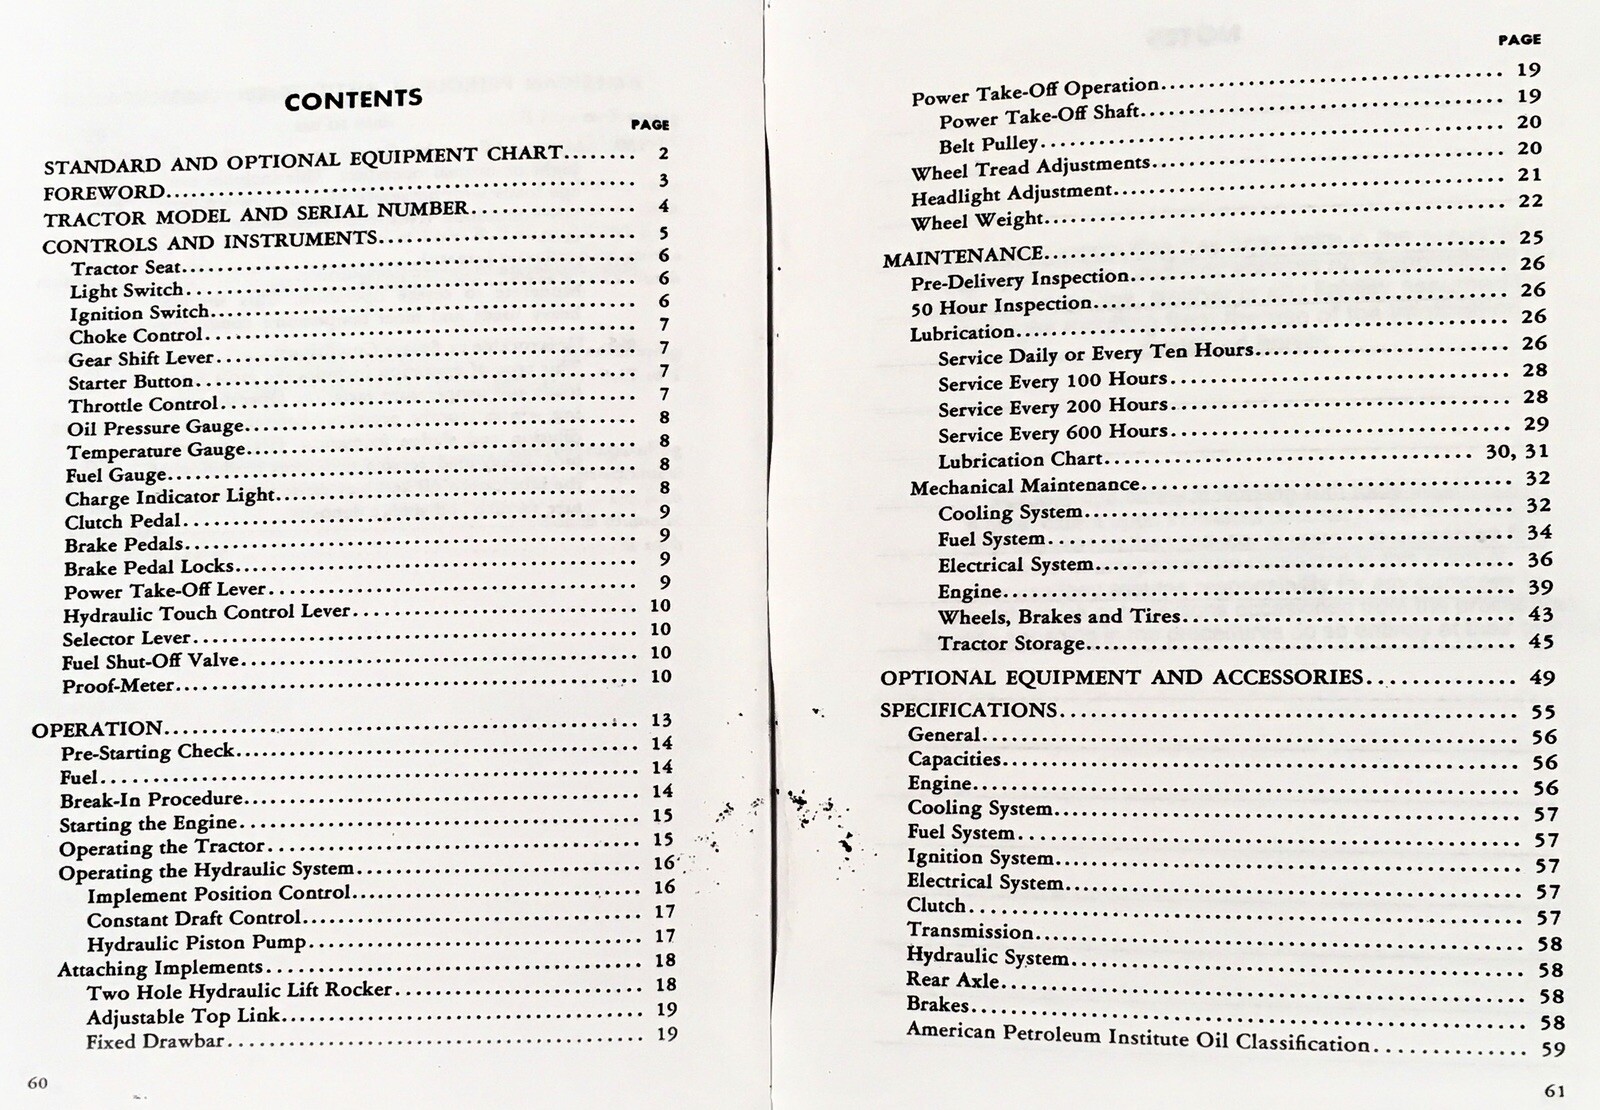 CONTENTS
PAGE
STANDARD AND OPTIONAL EQUIPMENT CHART........ 2
FOREWORD........ 3
TRACTOR MODEL AND SERIAL NUMBER........ 4
CONTROLS AND INSTRUMENTS........ 5
Tractor Seat........ 6
Light Switch........ 6
Ignition Switch........ 6
Choke Control........ 7
Gear Shift Lever........ 7
Starter Button........ 7
Throttle Control........ 7
Oil Pressure Gauge........ 8
Temperature Gauge........ 8
Fuel Gauge........ 8
Charge Indicator Light........ 8
Clutch Pedal........ 9
Brake Pedals........ 9
Brake Pedal Locks........ 9
Power Take-Off Lever........ 9
Hydraulic Touch Control Lever........ 10
Selector Lever........ 10
Fuel Shut-Off Valve........ 10
Proof-Meter........ 10
OPERATION........ 13
Pre-Starting Check........ 14
Fuel........ 14
Break-In Procedure........ 14
Starting the Engine........ 15
Operating the Tractor........ 15
Operating the Hydraulic System........ 16
Implement Position Control........ 16
Constant Draft Control........ 17
Hydraulic Piston Pump........ 17
Attaching Implements........ 18
Two Hole Hydraulic Lift Rocker........ 18
Adjustable Top Link........ 19
Fixed Drawbar........ 19
60
PAGE
Power Take-Off Operation........ 19
Power Take-Off Shaft........ 19
Belt Pulley........ 20
Wheel Tread Adjustments........ 20
Headlight Adjustment........ 21
Wheel Weight........ 22
MAINTENANCE........ 25
Pre-Delivery Inspection........ 26
50 Hour Inspection........ 26
Lubrication........ 26
Service Daily or Every Ten Hours........ 26
Service Every 100 Hours........ 28
Service Every 200 Hours........ 28
Service Every 600 Hours........ 29
Lubrication Chart........ 30, 31
Mechanical Maintenance........ 32
Cooling System........ 32
Fuel System........ 34
Electrical System........ 36
Engine........ 39
Wheels, Brakes and Tires........ 43
Tractor Storage........ 45
OPTIONAL EQUIPMENT AND ACCESSORIES........ 49
SPECIFICATIONS........ 55
General........ 56
Capacities........ 56
Engine........ 56
Cooling System........ 57
Fuel System........ 57
Ignition System........ 57
Electrical System........ 57
Clutch........ 57
Transmission........ 58
Hydraulic System........ 58
Rear Axle........ 58
Brakes........ 58
American Petroleum Institute Oil Classification........ 59
61